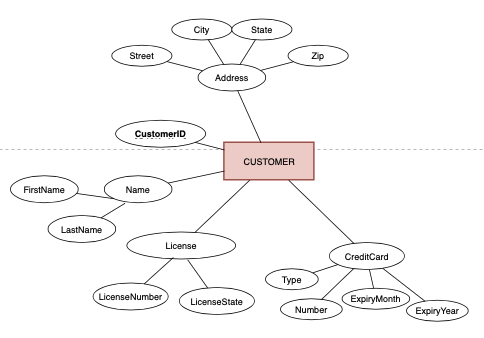 City
State
Street
Zip
Address
CustomerID
CUSTOMER
FirstName
Name
LastName
License
CreditCard
Type
LicenseNumber
LicenseState
Number
ExpiryMonth
ExpiryYear